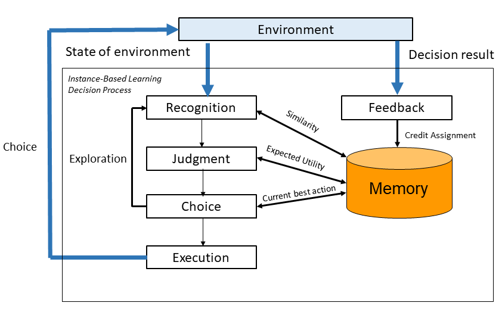 Environment
State of environment
Decision result
Instance-Based Learning
Decision Process
Recognition
Feedback
Similarity
Credit Assignment
Choice
Exploration
Judgment
Expected Utility
Memory
Current best action
Choice
Execution